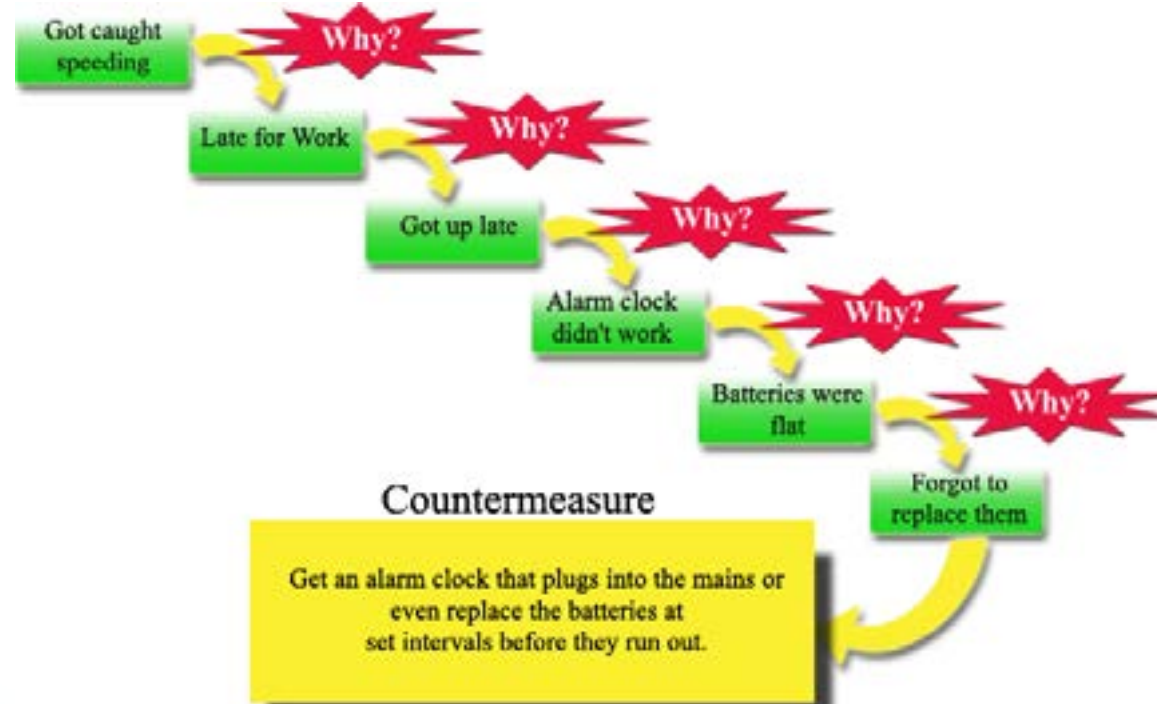 Got caught
speeding
Why?
Late for Work
Why?
Got up late
Why?
Alarm clock
didn't work
Why?
Batteries were
flat
Why?
Forgot to
replace them
Countermeasure
Get an alarm clock that plugs into the mains or
even replace the batteries at
set intervals before they run out.